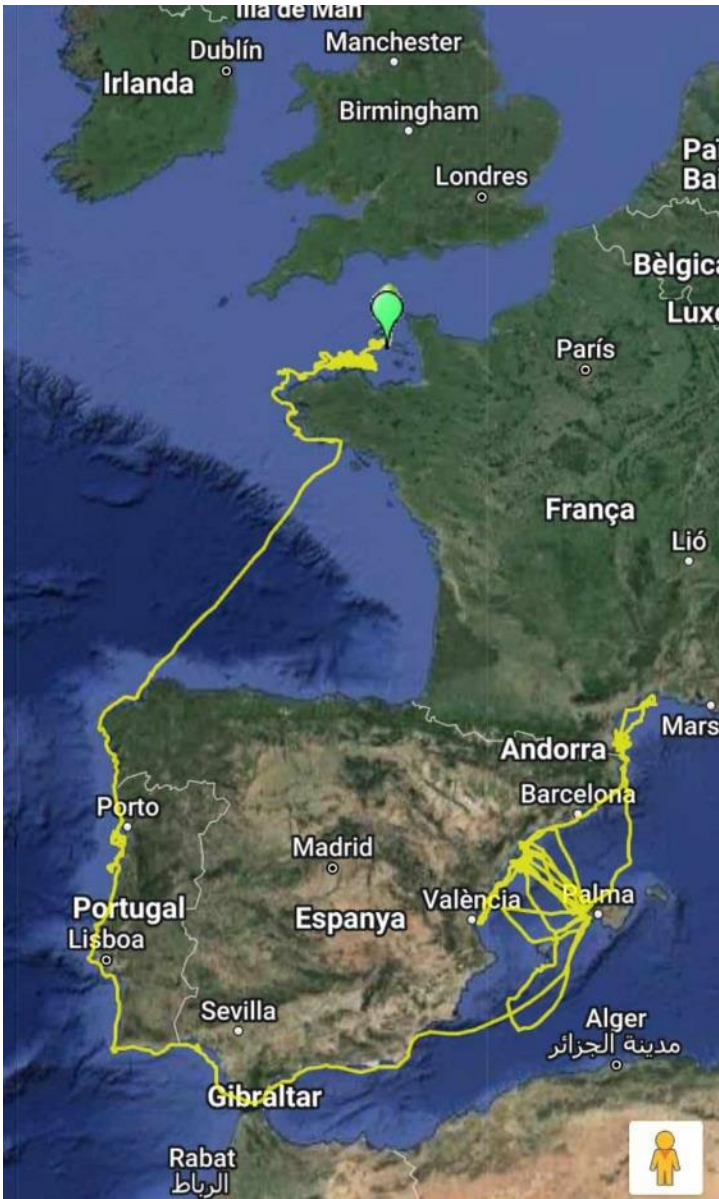 Illa de Man
Dublín
Manchester
Irlanda
Birmingham
Londres
Bèlgica
París
França
Lió
Andorra
Barcelona
Porto
Madrid
Portugal
Espanya
València
Palma
Lisboa
Sevilla
Alger
مدينة الجزائر
Gibraltar
Rabat
الرباط